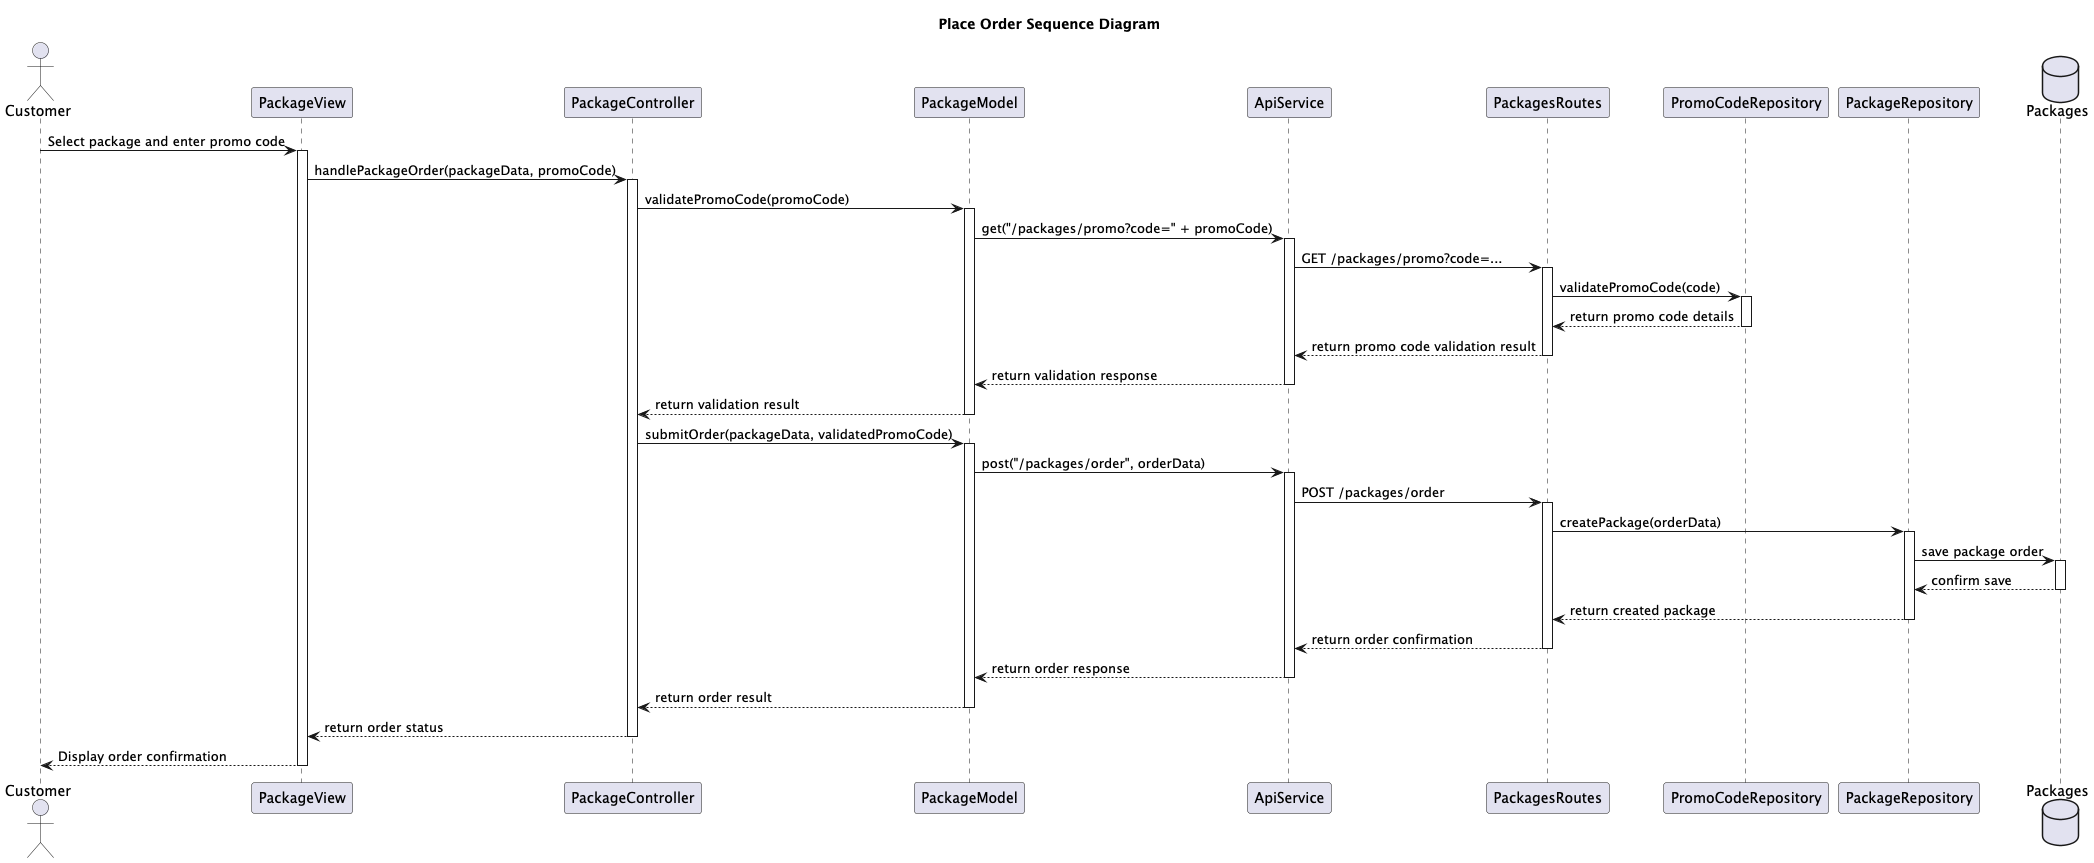 Place Order Sequence Diagram
Customer
PackageView
PackageController
PackageModel
ApiService
PackagesRoutes
PromoCodeRepository
PackageRepository
Packages
Select package and enter promo code
handlePackageOrder(packageData, promoCode)
validatePromoCode(promoCode)
get("/packages/promo?code=" + promoCode)
GET /packages/promo?code=...
validatePromoCode(code)
return promo code details
return promo code validation result
return validation response
return validation result
submitOrder(packageData, validatedPromoCode)
post("/packages/order", orderData)
POST /packages/order
createPackage(orderData)
save package order
confirm save
return created package
return order confirmation
return order response
return order result
return order status
Display order confirmation
Customer
PackageView
PackageController
PackageModel
ApiService
PackagesRoutes
PromoCodeRepository
PackageRepository
Packages